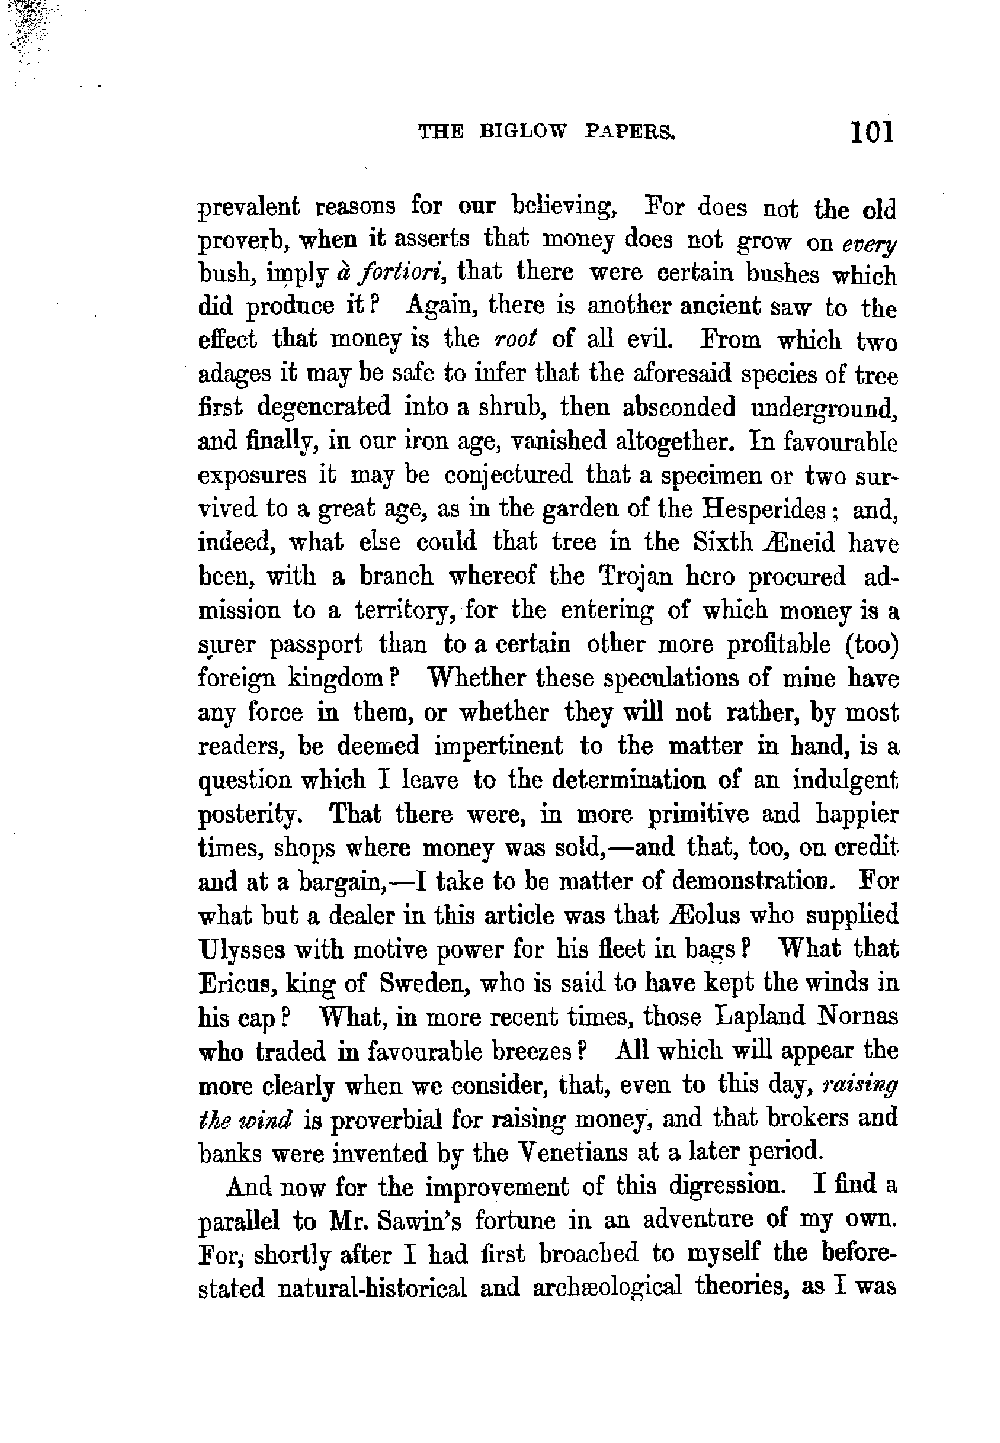 THE BIGLOW PAPERS. 101
prevalent reasons for our believing. For does not the old
proverb, when it asserts that money does not grow on every
bush, imply à fortiori, that there were certain bushes which
did produce it? Again, there is another ancient saw to the
effect that money is the root of all evil. From which two
adages it may be safe to infer that the aforesaid species of tree
first degenerated into a shrub, then absconded underground,
and finally, in our iron age, vanished altogether. In favourable
exposures it may be conjectured that a specimen or two sur-
vived to a great age, as in the garden of the Hesperides; and,
indeed, what else could that tree in the Sixth Æneid have
been, with a branch whereof the Trojan hero procured ad-
mission to a territory, for the entering of which money is a
surer passport than to a certain other more profitable (too)
foreign kingdom? Whether these speculations of mine have
any force in them, or whether they will not rather, by most
readers, be deemed impertinent to the matter in hand, is a
question which I leave to the determination of an indulgent
posterity. That there were, in more primitive and happier
times, shops where money was sold,—and that, too, on credit
and at a bargain,—I take to be matter of demonstration. For
what but a dealer in this article was that Æolus who supplied
Ulysses with motive power for his fleet in bags? What that
Ericus, king of Sweden, who is said to have kept the winds in
his cap? What, in more recent times, those Lapland Nornas
who traded in favourable breezes? All which will appear the
more clearly when we consider, that, even to this day, raising
the wind is proverbial for raising money, and that brokers and
banks were invented by the Venetians at a later period.
And now for the improvement of this digression. I find a
parallel to Mr. Sawin's fortune in an adventure of my own.
For, shortly after I had first broached to myself the before-
stated natural-historical and archæological theories, as I was